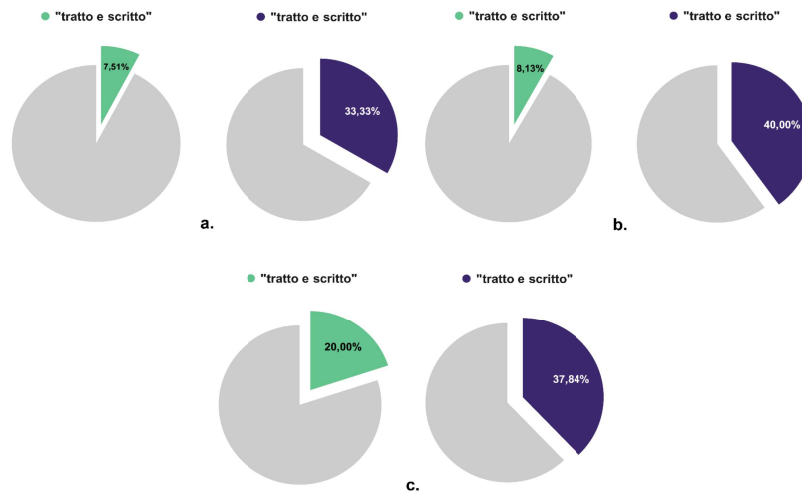 "tratto e scritto" "tratto e scritto" "tratto e scritto" "tratto e scritto"
7,51% 33,33% 8,13% 40,00%
a. b.
"tratto e scritto" "tratto e scritto"
20,00% 37,84%
c.